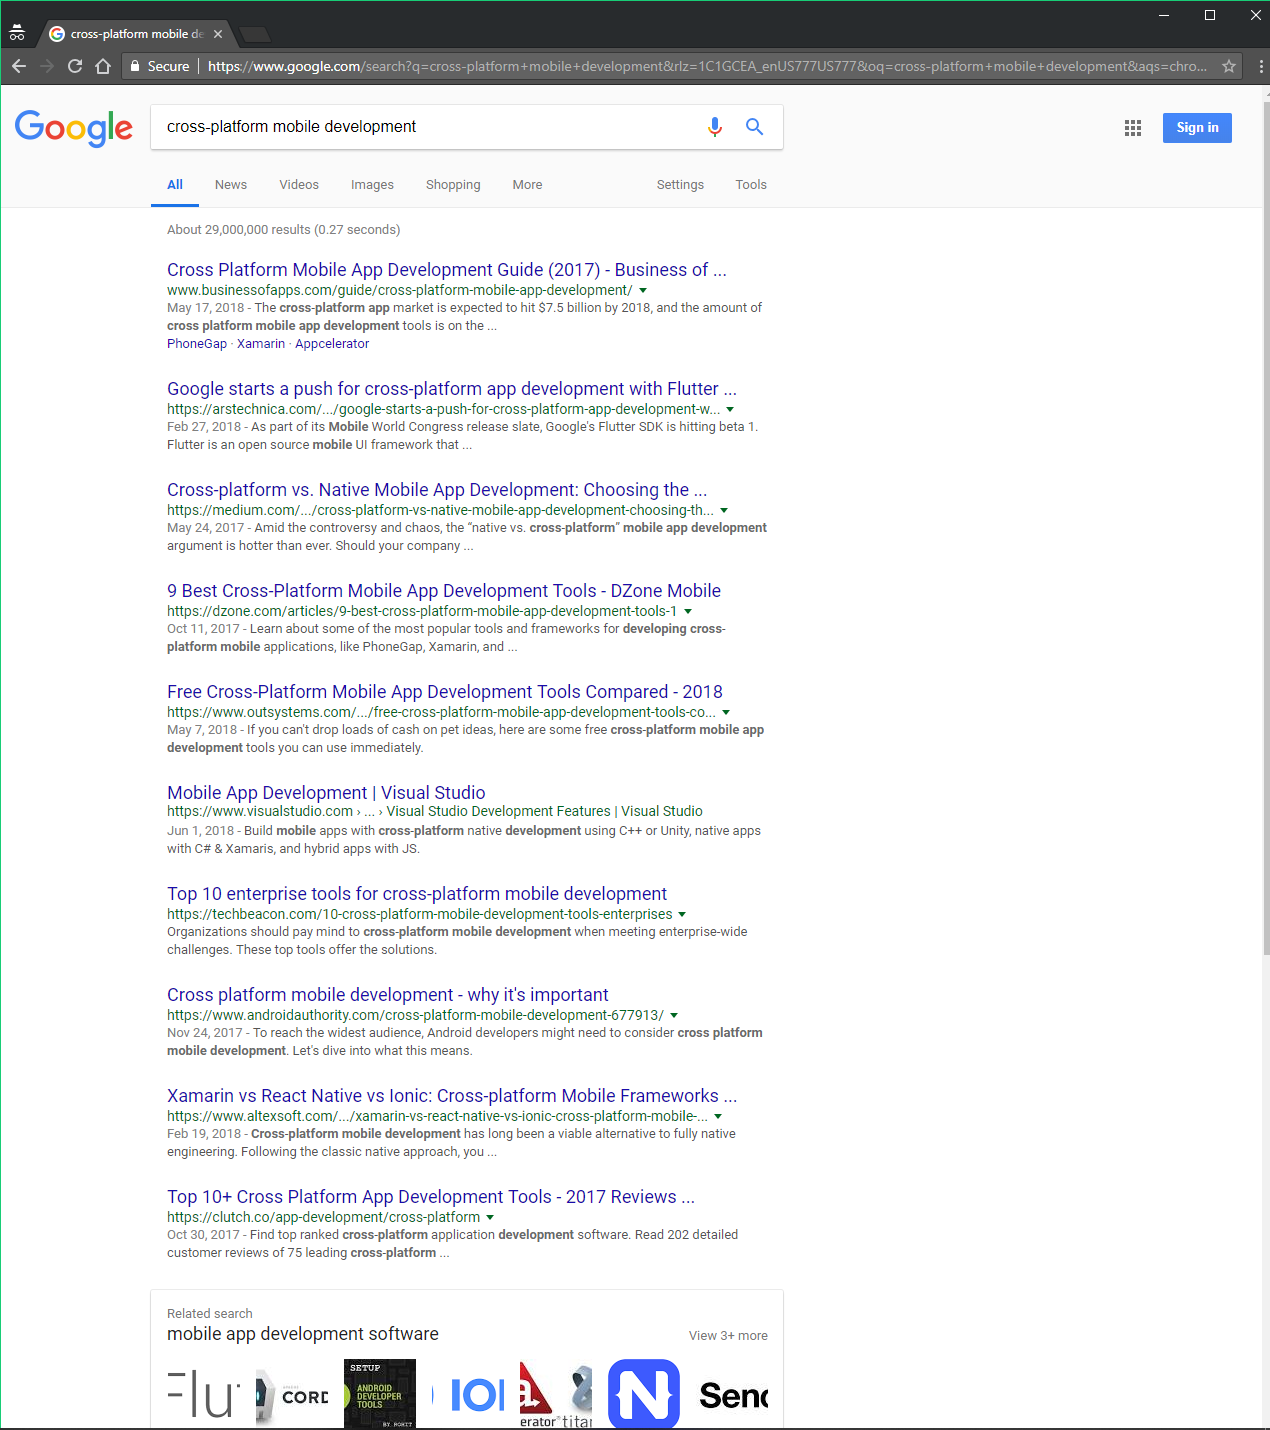 cross-platform mobile de
Secure | https://www.google.com/search?q=cross-platform+mobile+development&rlz=1C1GCEA_enUS777US777&oq=cross-platform+mobile+development&aqs=chro...
Google
cross-platform mobile development
Sign in
All News Videos Images Shopping More Settings Tools
About 29,000,000 results (0.27 seconds)
Cross Platform Mobile App Development Guide (2017) - Business of ...
www.businessofapps.com/guide/cross-platform-mobile-app-development/
May 17, 2018 - The cross-platform app market is expected to hit $7.5 billion by 2018, and the amount of
cross platform mobile app development tools is on the ...
PhoneGap · Xamarin · Appcelerator
Google starts a push for cross-platform app development with Flutter ...
https://arstechnica.com/.../google-starts-a-push-for-cross-platform-app-development-w...
Feb 27, 2018 - As part of its Mobile World Congress release slate, Google's Flutter SDK is hitting beta 1.
Flutter is an open source mobile UI framework that ...
Cross-platform vs. Native Mobile App Development: Choosing the ...
https://medium.com/.../cross-platform-vs-native-mobile-app-development-choosing-th...
May 24, 2017 - Amid the controversy and chaos, the “native vs. cross-platform” mobile app development
argument is hotter than ever. Should your company ...
9 Best Cross-Platform Mobile App Development Tools - DZone Mobile
https://dzone.com/articles/9-best-cross-platform-mobile-app-development-tools-1
Oct 11, 2017 - Learn about some of the most popular tools and frameworks for developing cross-
platform mobile applications, like PhoneGap, Xamarin, and ...
Free Cross-Platform Mobile App Development Tools Compared - 2018
https://www.outsystems.com/.../free-cross-platform-mobile-app-development-tools-co...
May 7, 2018 - If you can't drop loads of cash on pet ideas, here are some free cross-platform mobile app
development tools you can use immediately.
Mobile App Development | Visual Studio
https://www.visualstudio.com › ... › Visual Studio Development Features | Visual Studio
Jun 1, 2018 - Build mobile apps with cross-platform native development using C++ or Unity, native apps
with C# & Xamaris, and hybrid apps with JS.
Top 10 enterprise tools for cross-platform mobile development
https://techbeacon.com/10-cross-platform-mobile-development-tools-enterprises
Organizations should pay mind to cross-platform mobile development when meeting enterprise-wide
challenges. These top tools offer the solutions.
Cross platform mobile development - why it's important
https://www.androidauthority.com/cross-platform-mobile-development-677913/
Nov 24, 2017 - To reach the widest audience, Android developers might need to consider cross platform
mobile development. Let's dive into what this means.
Xamarin vs React Native vs Ionic: Cross-platform Mobile Frameworks ...
https://www.altexsoft.com/.../xamarin-vs-react-native-vs-ionic-cross-platform-mobile-...
Feb 19, 2018 - Cross-platform mobile development has long been a viable alternative to fully native
engineering. Following the classic native approach, you ...
Top 10+ Cross Platform App Development Tools - 2017 Reviews ...
https://clutch.co/app-development/cross-platform
Oct 30, 2017 - Find top ranked cross-platform application development software. Read 202 detailed
customer reviews of 75 leading cross-platform ...
Related search
mobile app development software View 3+ more
Flut CORD SETUP ANDROID DEVELOPER TOOLS BY ROHIT ION a erator titan N Senc